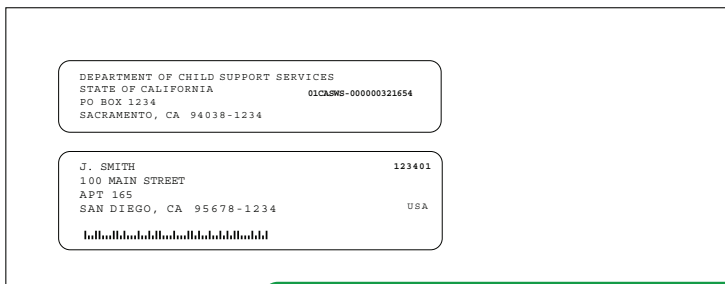 DEPARTMENT OF CHILD SUPPORT SERVICES
STATE OF CALIFORNIA
01CASWS-000000321654
PO BOX 1234
SACRAMENTO, CA 94038-1234
J. SMITH 123401
100 MAIN STREET
APT 165
SAN DIEGO, CA 95678-1234 USA